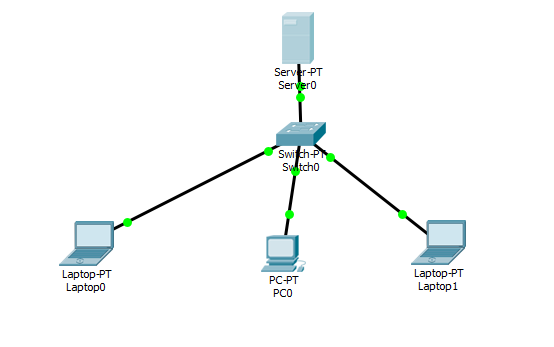 Server-PT
Server0
Switch-PT
Switch0
Laptop-PT
Laptop0
PC-PT
PC0
Laptop-PT
Laptop1